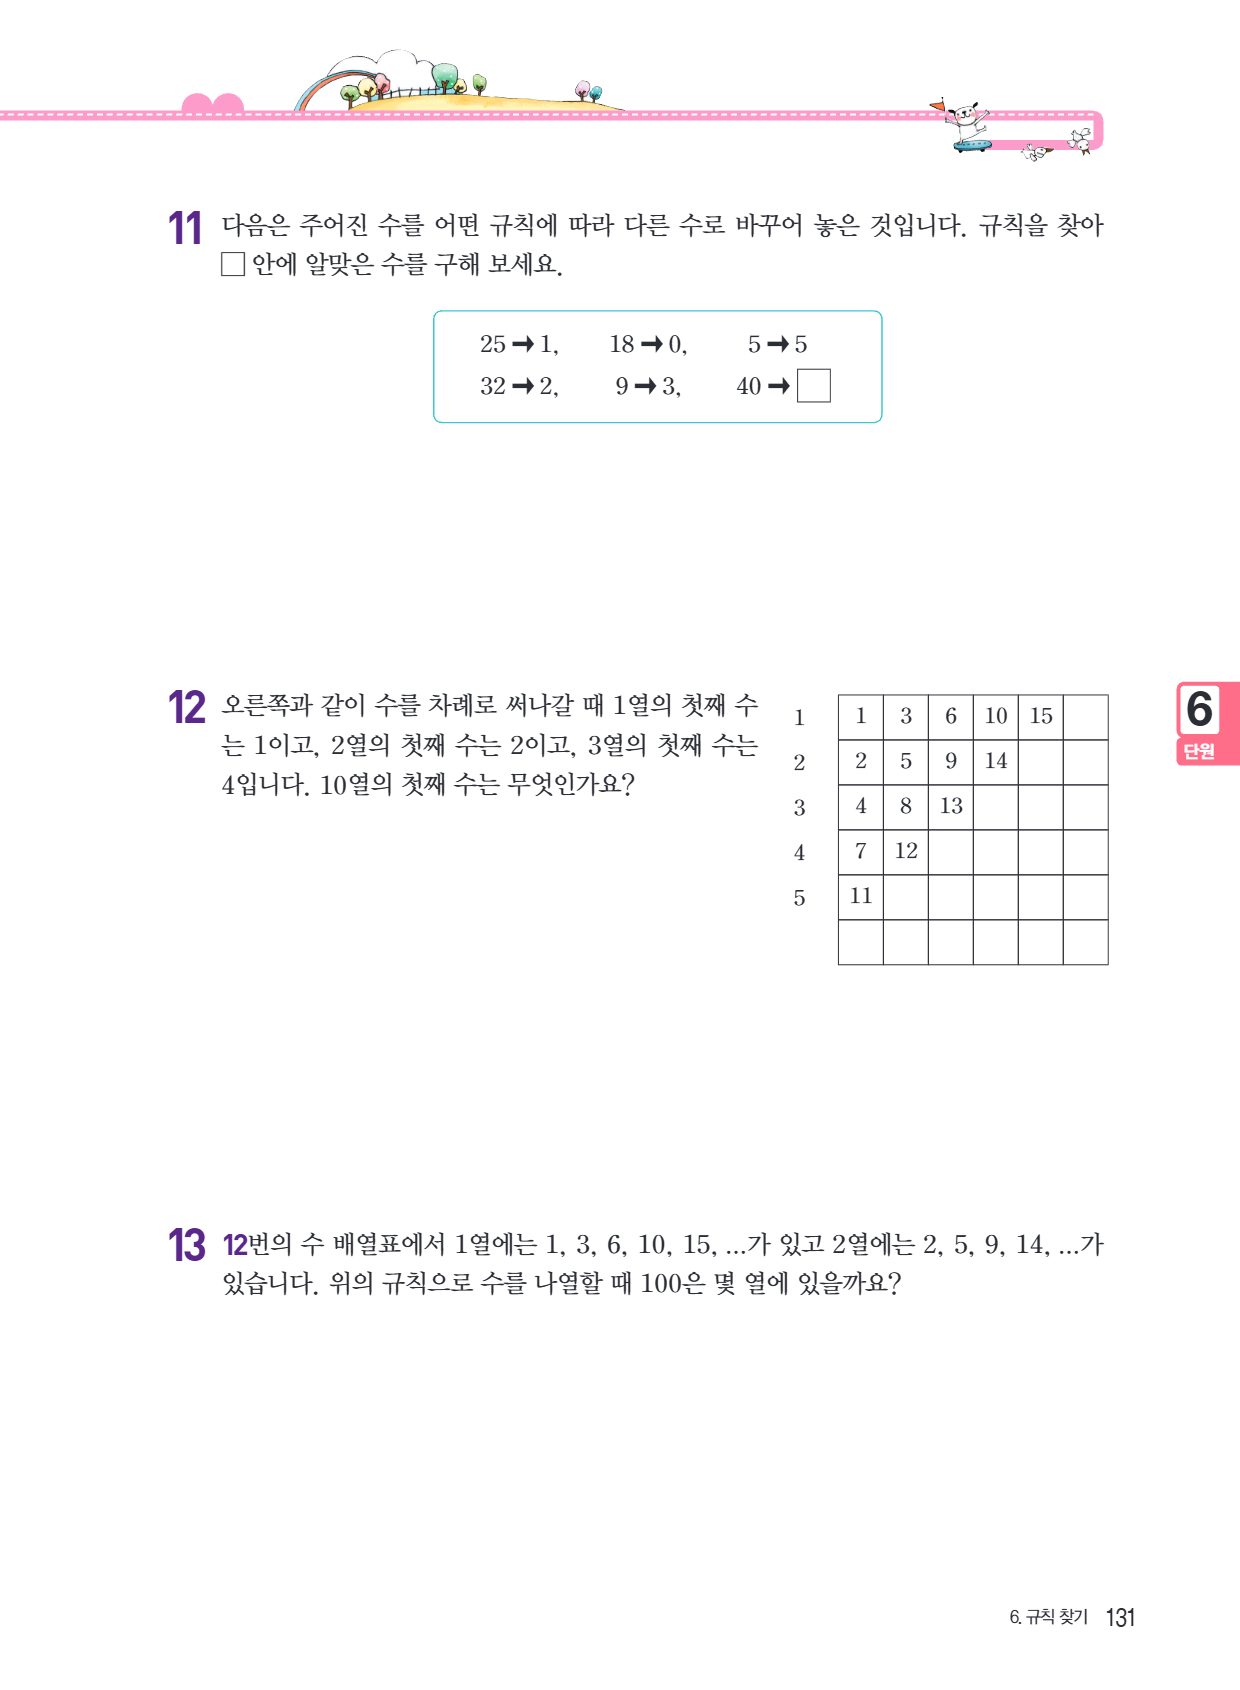 11 다음은 주어진 수를 어떤 규칙에 따라 다른 수로 바꾸어 놓은 것입니다. 규칙을 찾아
□ 안에 알맞은 수를 구해 보세요.
25 → 1, 18 → 0, 5 → 5
32 → 2, 9 → 3, 40 → □
12 오른쪽과 같이 수를 차례로 써나갈 때 1열의 첫째 수
는 1이고, 2열의 첫째 수는 2이고, 3열의 첫째 수는
4입니다. 10열의 첫째 수는 무엇인가요?
1 1 3 6 10 15
2 2 5 9 14
3 4 8 13
4 7 12
5 11
6
단원
13 12번의 수 배열표에서 1열에는 1, 3, 6, 10, 15, …가 있고 2열에는 2, 5, 9, 14, …가
있습니다. 위의 규칙으로 수를 나열할 때 100은 몇 열에 있을까요?
6. 규칙 찾기 131